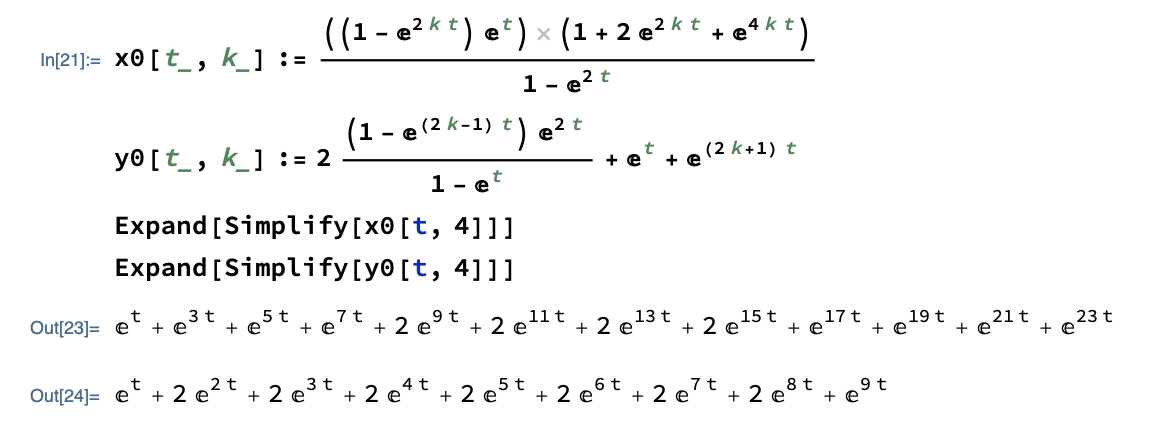 In[21]:= x0[t_, k_] := ((1 - ⅇ^(2 k t)) ⅇ^t) × (1 + 2 ⅇ^(2 k t) + ⅇ^(4 k t)) / (1 - ⅇ^(2 t))
y0[t_, k_] := 2 (1 - ⅇ^((2 k-1) t)) ⅇ^(2 t) / (1 - ⅇ^t) + ⅇ^t + ⅇ^((2 k+1) t)
Expand[Simplify[x0[t, 4]]]
Expand[Simplify[y0[t, 4]]]
Out[23]= ⅇ^t + ⅇ^(3 t) + ⅇ^(5 t) + ⅇ^(7 t) + 2 ⅇ^(9 t) + 2 ⅇ^(11 t) + 2 ⅇ^(13 t) + 2 ⅇ^(15 t) + ⅇ^(17 t) + ⅇ^(19 t) + ⅇ^(21 t) + ⅇ^(23 t)
Out[24]= ⅇ^t + 2 ⅇ^(2 t) + 2 ⅇ^(3 t) + 2 ⅇ^(4 t) + 2 ⅇ^(5 t) + 2 ⅇ^(6 t) + 2 ⅇ^(7 t) + 2 ⅇ^(8 t) + ⅇ^(9 t)